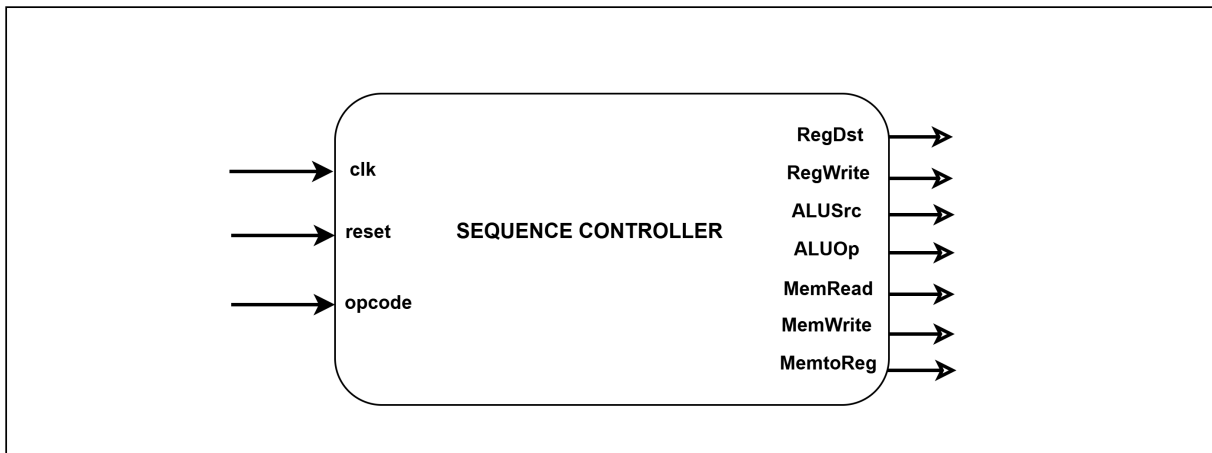 clk
reset
opcode
SEQUENCE CONTROLLER
RegDst
RegWrite
ALUSrc
ALUOp
MemRead
MemWrite
MemtoReg